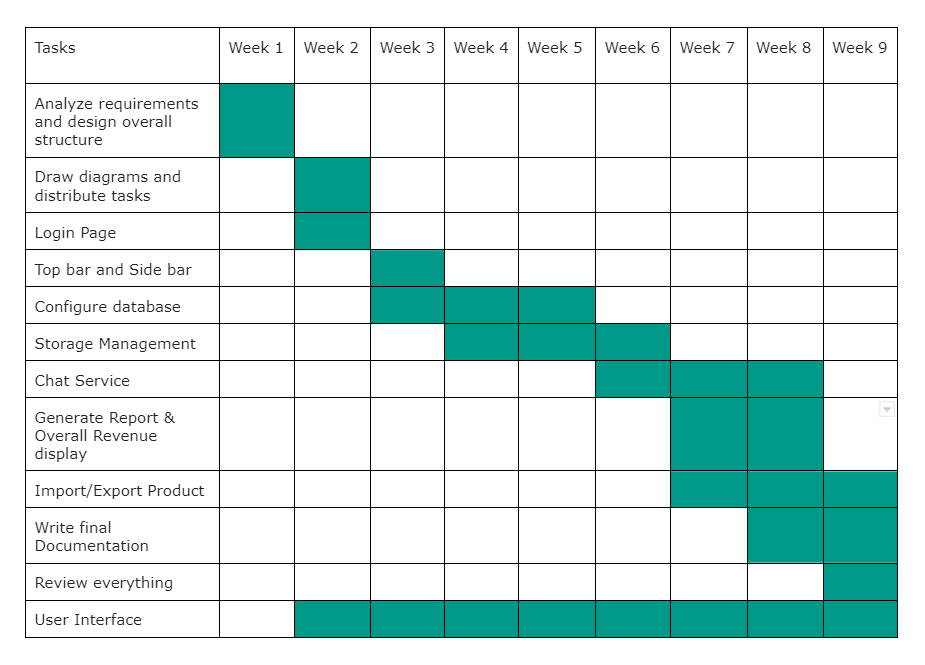 Tasks
Week 1
Week 2
Week 3
Week 4
Week 5
Week 6
Week 7
Week 8
Week 9
Analyze requirements
and design overall
structure
Draw diagrams and
distribute tasks
Login Page
Top bar and Side bar
Configure database
Storage Management
Chat Service
Generate Report &
Overall Revenue
display
Import/Export Product
Write final
Documentation
Review everything
User Interface